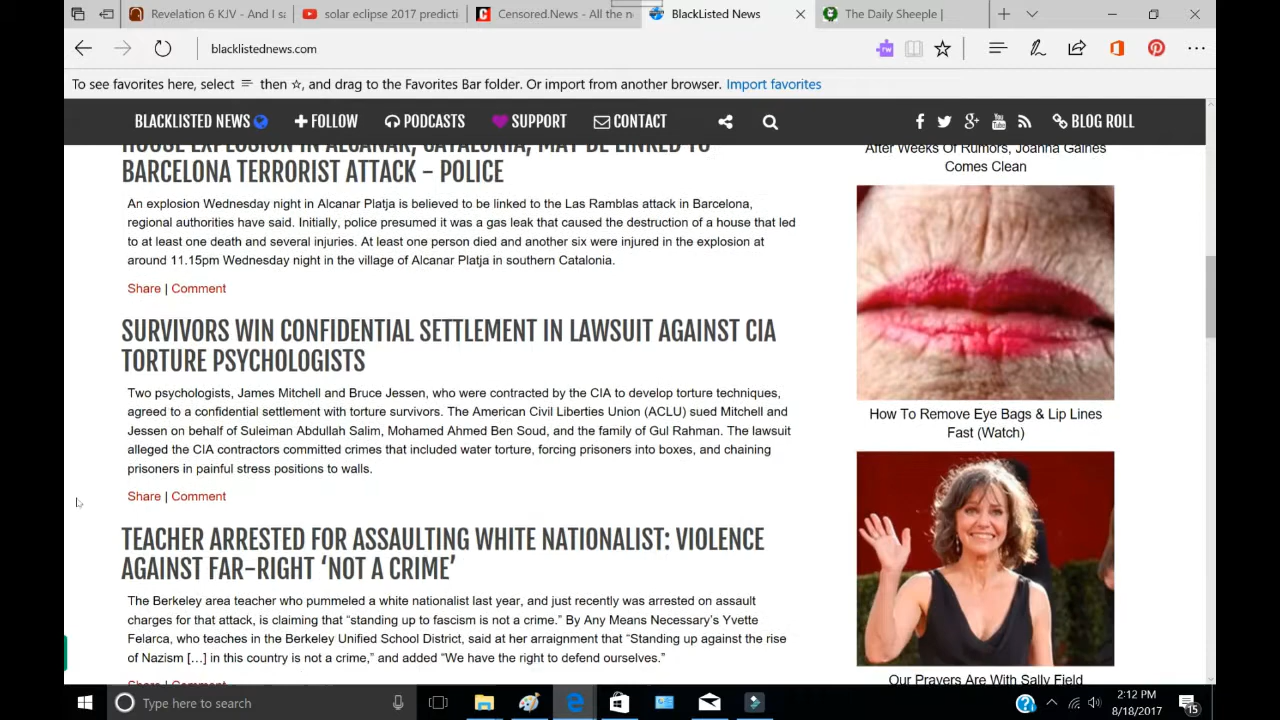 Revelation 6 KJV - And I sa
solar eclipse 2017 predicti
Censored.News - All the n
BlackListed News
The Daily Sheeple |
blacklistednews.com
To see favorites here, select then ☆, and drag to the Favorites Bar folder. Or import from another browser. Import favorites
BLACKLISTED NEWS FOLLOW PODCASTS SUPPORT CONTACT BLOG ROLL
HOUSE EXPLOSION IN ALCANAR, CATALONIA, MAY BE LINKED TO
BARCELONA TERRORIST ATTACK – POLICE
An explosion Wednesday night in Alcanar Platja is believed to be linked to the Las Ramblas attack in Barcelona,
regional authorities have said. Initially, police presumed it was a gas leak that caused the destruction of a house that led
to at least one death and several injuries. At least one person died and another six were injured in the explosion at
around 11.15pm Wednesday night in the village of Alcanar Platja in southern Catalonia.
Share | Comment
SURVIVORS WIN CONFIDENTIAL SETTLEMENT IN LAWSUIT AGAINST CIA
TORTURE PSYCHOLOGISTS
Two psychologists, James Mitchell and Bruce Jessen, who were contracted by the CIA to develop torture techniques,
agreed to a confidential settlement with torture survivors. The American Civil Liberties Union (ACLU) sued Mitchell and
Jessen on behalf of Suleiman Abdullah Salim, Mohamed Ahmed Ben Soud, and the family of Gul Rahman. The lawsuit
alleged the CIA contractors committed crimes that included water torture, forcing prisoners into boxes, and chaining
prisoners in painful stress positions to walls.
Share | Comment
TEACHER ARRESTED FOR ASSAULTING WHITE NATIONALIST: VIOLENCE
AGAINST FAR-RIGHT ‘NOT A CRIME’
The Berkeley area teacher who pummeled a white nationalist last year, and just recently was arrested on assault
charges for that attack, is claiming that “standing up to fascism is not a crime.” By Any Means Necessary’s Yvette
Felarca, who teaches in the Berkeley Unified School District, said at her arraignment that “Standing up against the rise
of Nazism […] in this country is not a crime,” and added “We have the right to defend ourselves.”
Share | Comment
After Weeks Of Rumors, Joanna Gaines
Comes Clean
How To Remove Eye Bags & Lip Lines
Fast (Watch)
Our Prayers Are With Sally Field
Type here to search
2:12 PM
8/18/2017
15